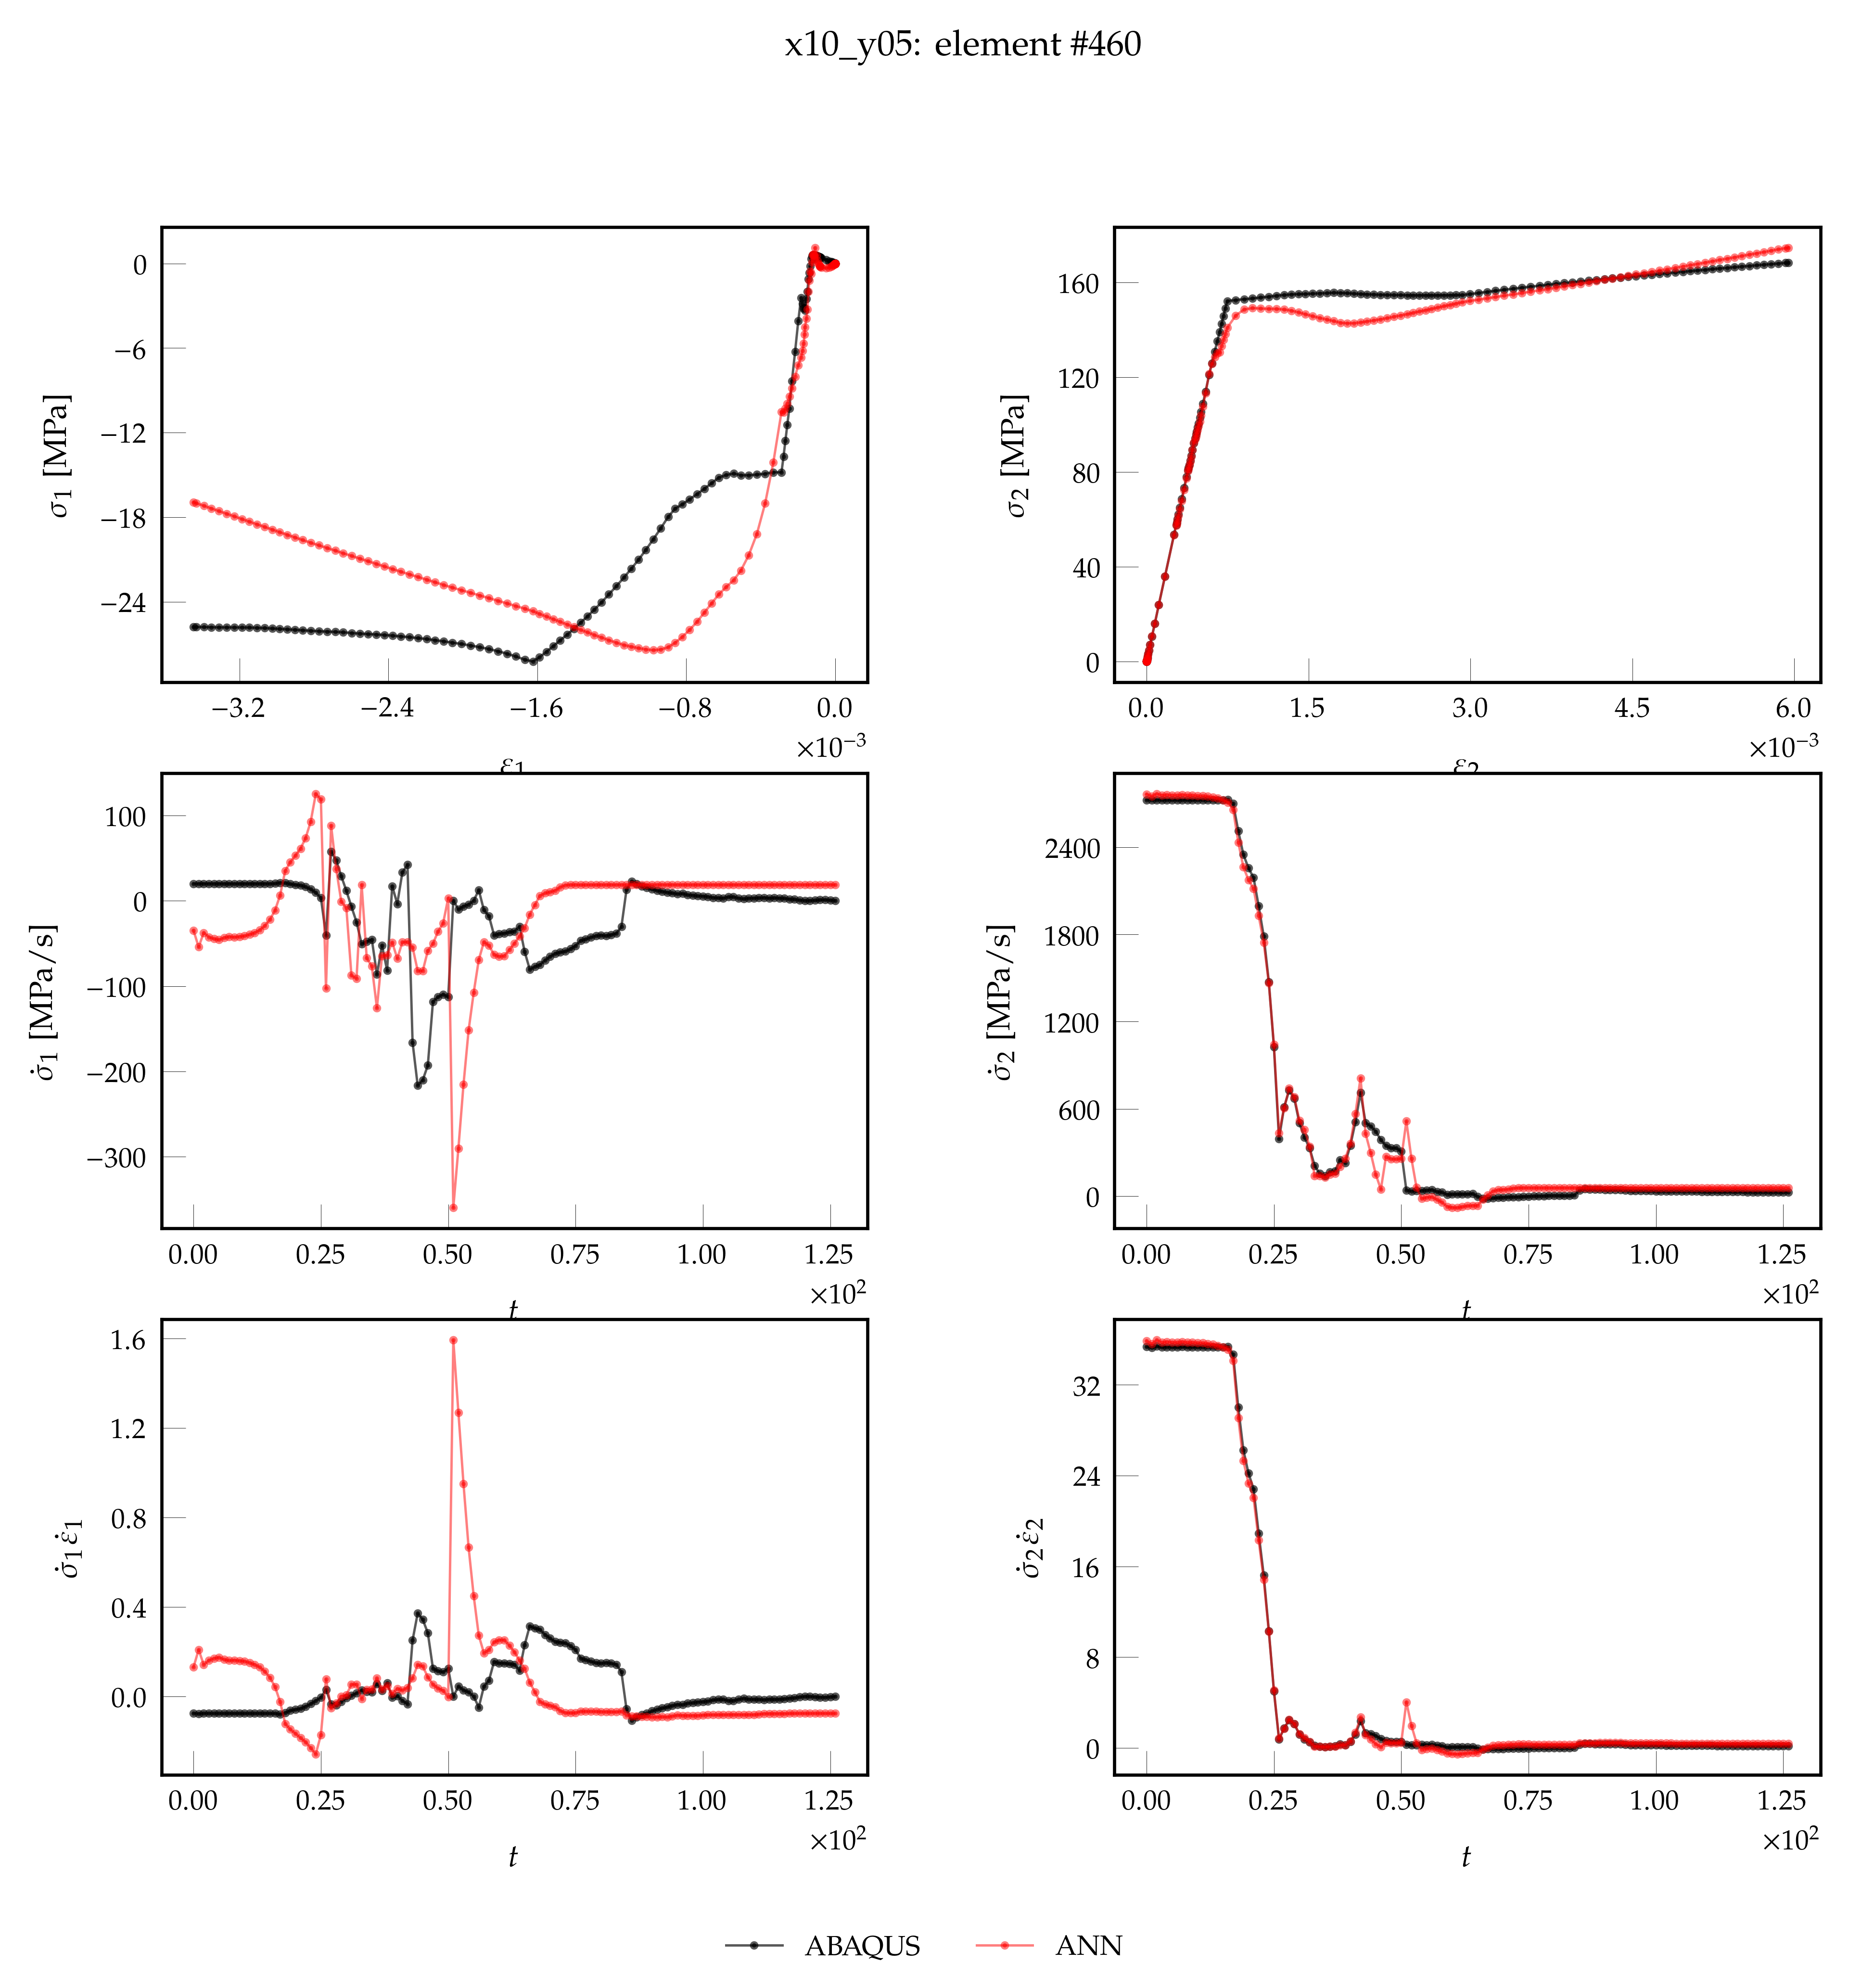 x10_y05: element #460
σ1 [MPa]
0
−6
−12
−18
−24
−3.2 −2.4 −1.6 −0.8 0.0
×10−3
ε1
σ2 [MPa]
160
120
80
40
0
0.0 1.5 3.0 4.5 6.0
×10−3
ε2
σ̇1 [MPa/s]
100
0
−100
−200
−300
0.00 0.25 0.50 0.75 1.00 1.25
×10²
t
σ̇2 [MPa/s]
2400
1800
1200
600
0
0.00 0.25 0.50 0.75 1.00 1.25
×10²
t
σ̇1ε̇1
1.6
1.2
0.8
0.4
0.0
0.00 0.25 0.50 0.75 1.00 1.25
×10²
t
σ̇2ε̇2
32
24
16
8
0
0.00 0.25 0.50 0.75 1.00 1.25
×10²
t
ABAQUS ANN